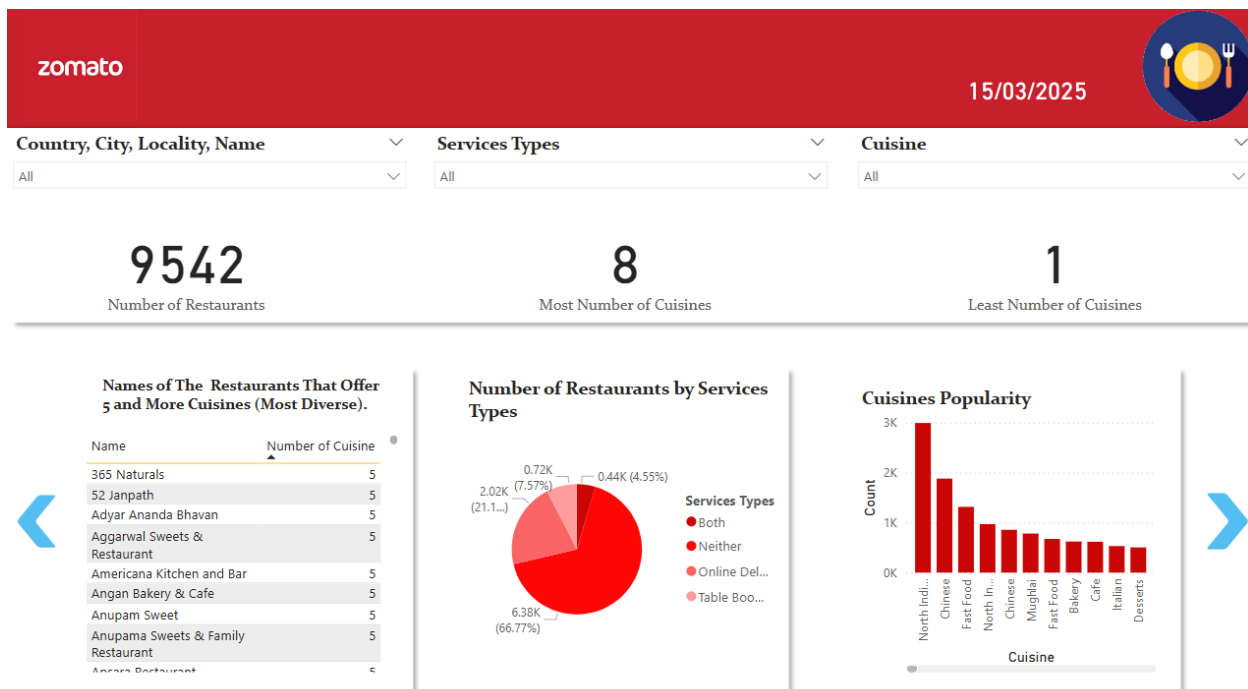 zomato
15/03/2025
Country, City, Locality, Name
All
Services Types
All
Cuisine
All
9542
Number of Restaurants
8
Most Number of Cuisines
1
Least Number of Cuisines
Names of The Restaurants That Offer
5 and More Cuisines (Most Diverse).
Name Number of Cuisine
365 Naturals 5
52 Janpath 5
Adyar Ananda Bhavan 5
Aggarwal Sweets & 5
Restaurant
Americana Kitchen and Bar 5
Angan Bakery & Cafe 5
Anupam Sweet 5
Anupama Sweets & Family 5
Restaurant
Apsara Restaurant 5
Number of Restaurants by Services
Types
0.72K
(7.57%)
0.44K (4.55%)
2.02K
(21.1...)
6.38K
(66.77%)
Services Types
Both
Neither
Online Del...
Table Boo...
Cuisines Popularity
Count
3K
2K
1K
0K
North Indi...
Chinese
Fast Food
North In...
Chinese
Mughlai
Fast Food
Bakery
Cafe
Italian
Desserts
Cuisine